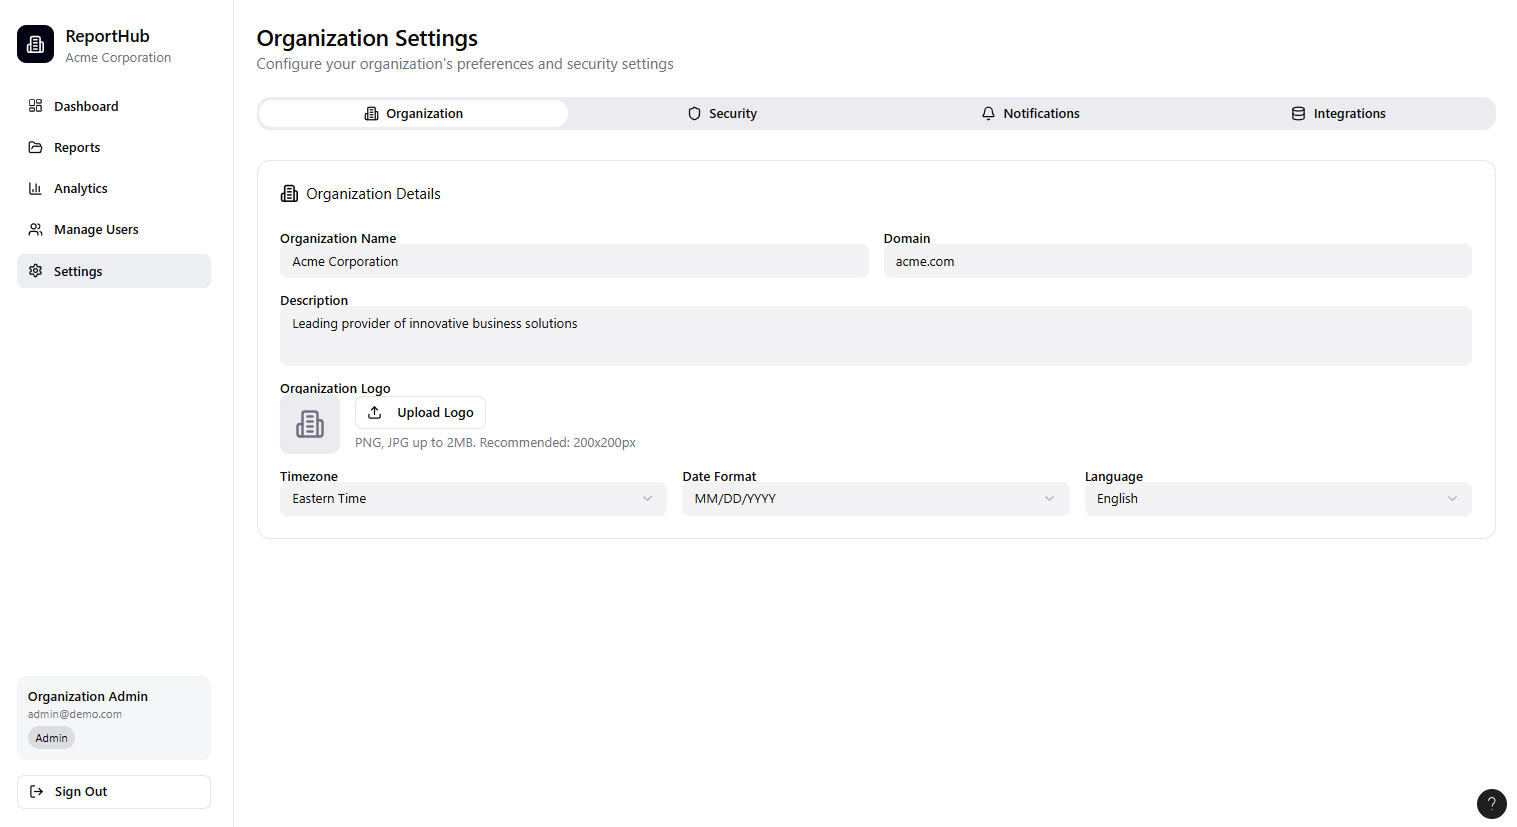 ReportHub
Acme Corporation
Dashboard
Reports
Analytics
Manage Users
Settings
Organization Admin
admin@demo.com
Admin
Sign Out
Organization Settings
Configure your organization's preferences and security settings
Organization
Security
Notifications
Integrations
Organization Details
Organization Name
Acme Corporation
Domain
acme.com
Description
Leading provider of innovative business solutions
Organization Logo
Upload Logo
PNG, JPG up to 2MB. Recommended: 200x200px
Timezone
Eastern Time
Date Format
MM/DD/YYYY
Language
English
?